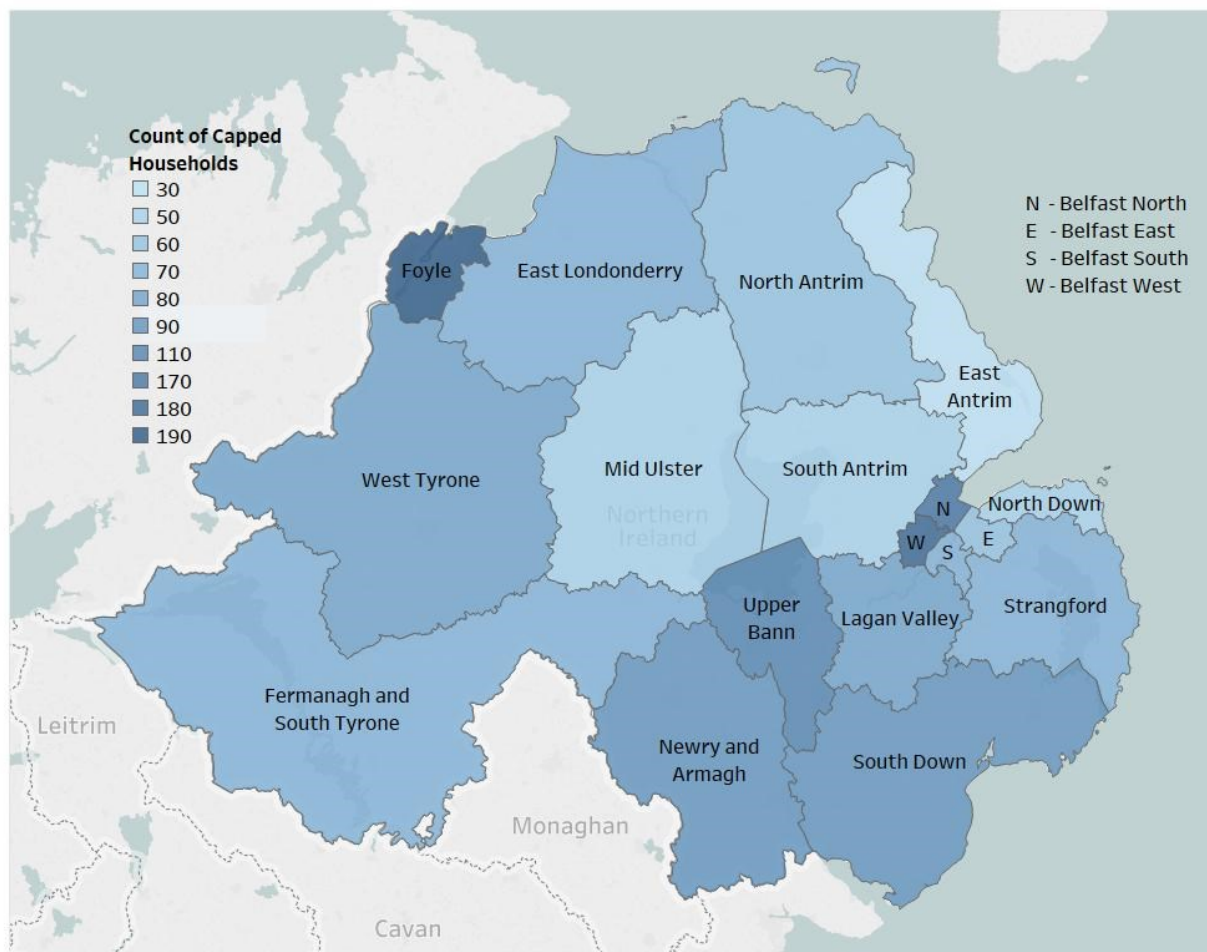 Count of Capped
Households
30
50
60
70
80
90
110
170
180
190
N - Belfast North
E - Belfast East
S - Belfast South
W - Belfast West
Foyle
East Londonderry
North Antrim
East
Antrim
West Tyrone
Mid Ulster
South Antrim
Northern
Ireland
N
North Down
W
S
E
Upper
Bann
Lagan Valley
Strangford
Fermanagh and
South Tyrone
Leitrim
Newry and
Armagh
South Down
Monaghan
Cavan